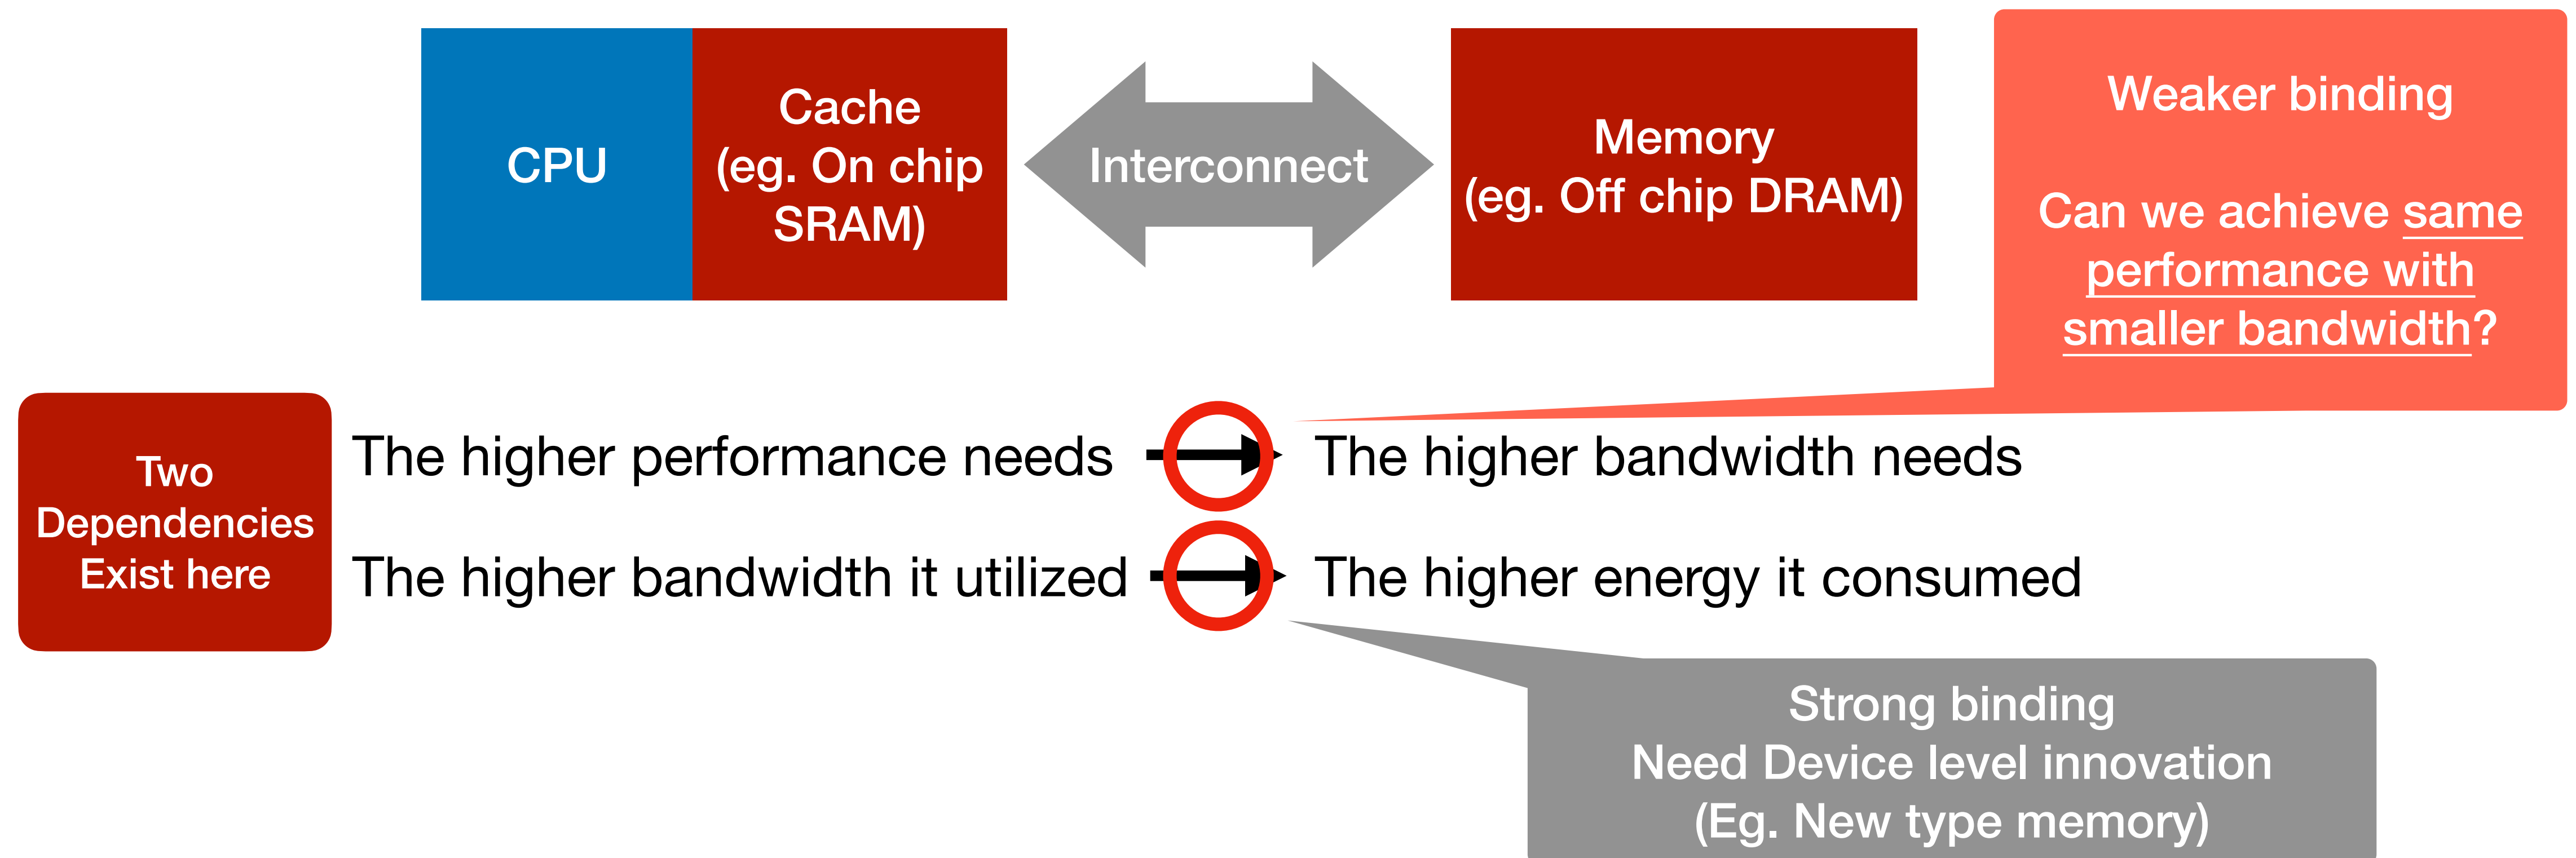 CPU
Cache
(eg. On chip
SRAM)
Interconnect
Memory
(eg. Off chip DRAM)
Weaker binding
Can we achieve same
performance with
smaller bandwidth?
Two
Dependencies
Exist here
The higher performance needs
The higher bandwidth needs
The higher bandwidth it utilized
The higher energy it consumed
Strong binding
Need Device level innovation
(Eg. New type memory)